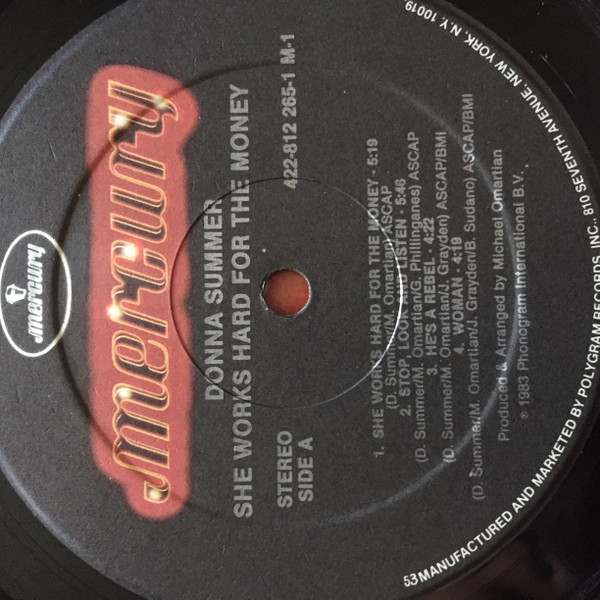 mercury
mercury
DONNA SUMMER
SHE WORKS HARD FOR THE MONEY
STEREO
SIDE A
422-812 265-1 M-1
1. SHE WORKS HARD FOR THE MONEY · 5:19
(D. Summer/M. Omartian) ASCAP
2. STOP, LOOK AND LISTEN · 5:46
(D. Summer/M. Omartian/G. Phillinganes) ASCAP
3. HE'S A REBEL · 4:22
(D. Summer/M. Omartian/J. Grayden) ASCAP/BMI
4. WOMAN · 4:19
(D. Summer/M. Omartian/J. Grayden/B. Sudano) ASCAP/BMI
Produced & Arranged by Michael Omartian
℗ 1983 Phonogram International B.V.
53 MANUFACTURED AND MARKETED BY POLYGRAM RECORDS, INC., 810 SEVENTH AVENUE, NEW YORK, N.Y. 10019